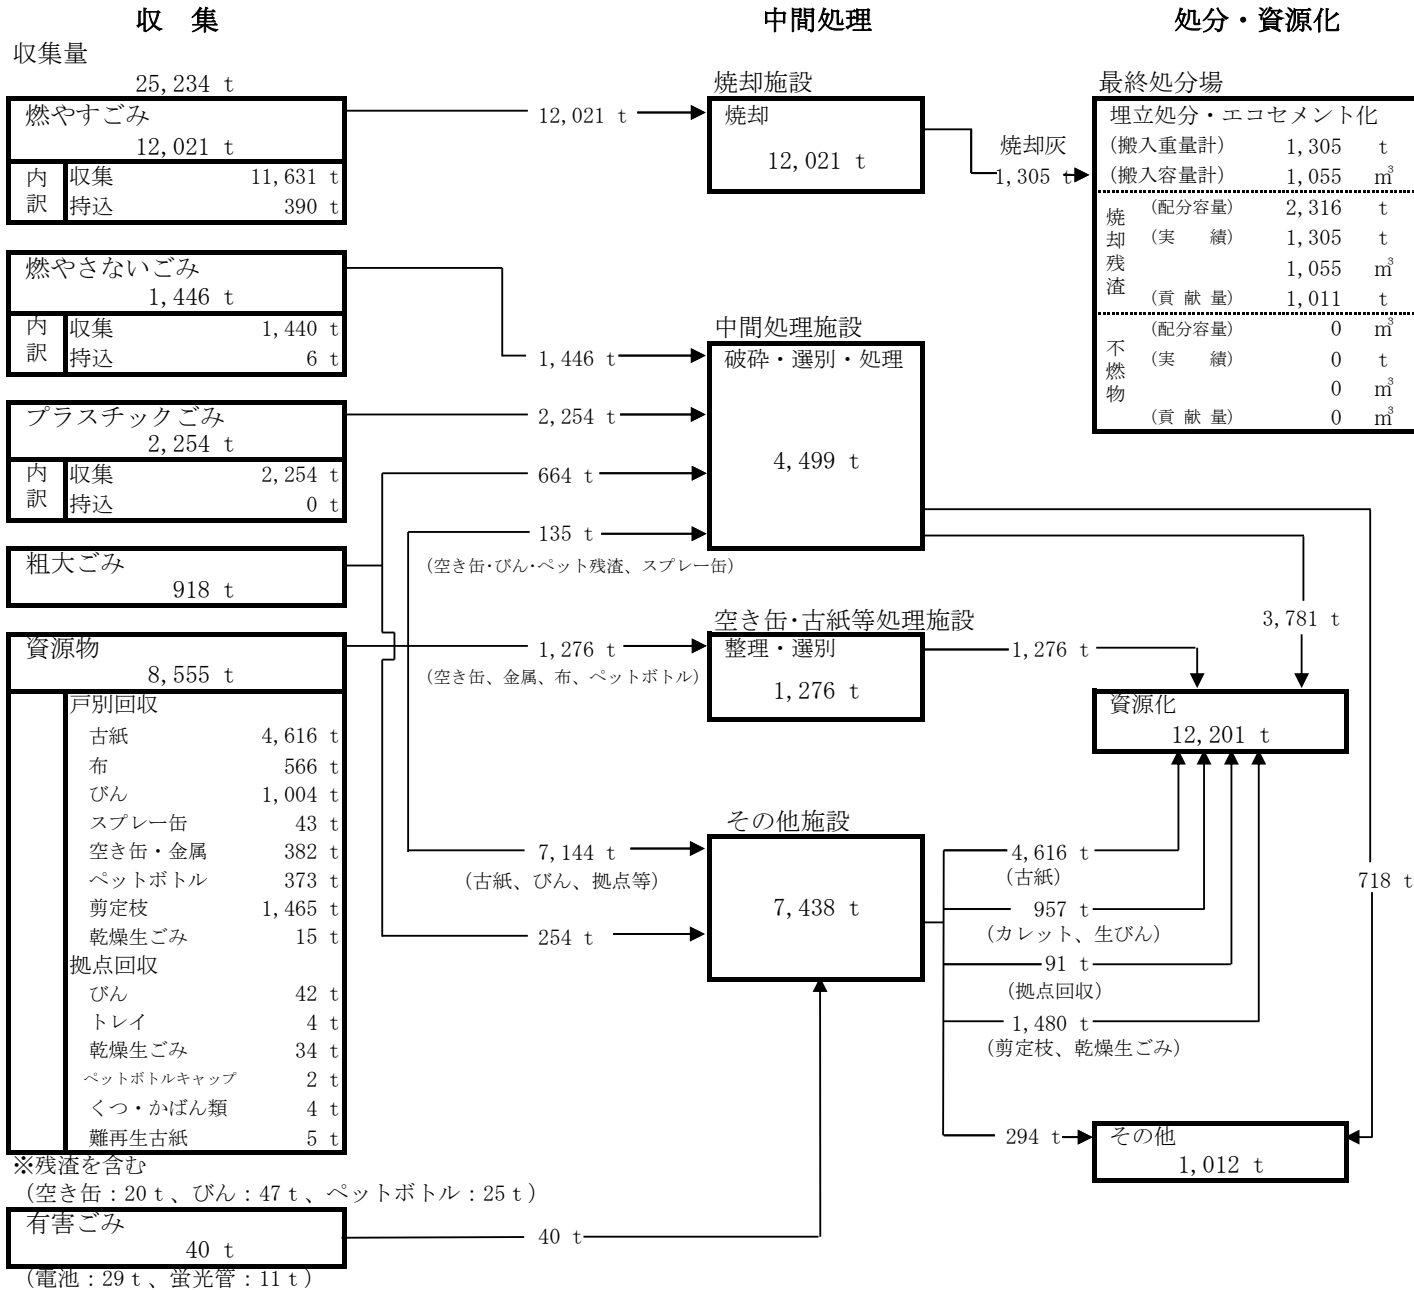 収　集
中間処理
処分・資源化
収集量
25,234 t
燃やすごみ
12,021 t
内訳
収集 11,631 t
持込 390 t
燃やさないごみ
1,446 t
内訳
収集 1,440 t
持込 6 t
プラスチックごみ
2,254 t
内訳
収集 2,254 t
持込 0 t
粗大ごみ
918 t
資源物
8,555 t
戸別回収
古紙 4,616 t
布 566 t
びん 1,004 t
スプレー缶 43 t
空き缶・金属 382 t
ペットボトル 373 t
剪定枝 1,465 t
乾燥生ごみ 15 t
拠点回収
びん 42 t
トレイ 4 t
乾燥生ごみ 34 t
ペットボトルキャップ 2 t
くつ・かばん類 4 t
難再生古紙 5 t
※残渣を含む
（空き缶：20ｔ、びん：47ｔ、ペットボトル：25ｔ）
有害ごみ
40 t
（電池：29ｔ、蛍光管：11ｔ）
12,021 t
1,446 t
2,254 t
664 t
135 t
（空き缶・びん・ペット残渣、スプレー缶）
1,276 t
（空き缶、金属、布、ペットボトル）
7,144 t
（古紙、びん、拠点等）
254 t
40 t
焼却施設
焼却
12,021 t
中間処理施設
破砕・選別・処理
4,499 t
空き缶・古紙等処理施設
整理・選別
1,276 t
その他施設
7,438 t
焼却灰
1,305 t
3,781 t
1,276 t
4,616 t
（古紙）
957 t
（カレット、生びん）
91 t
（拠点回収）
1,480 t
（剪定枝、乾燥生ごみ）
294 t
718 t
最終処分場
埋立処分・エコセメント化
（搬入重量計） 1,305 t
（搬入容量計） 1,055 ㎥
焼却残渣
（配分容量） 2,316 t
（実　績） 1,305 t
1,055 ㎥
（貢献量） 1,011 t
不燃物
（配分容量） 0 ㎥
（実　績） 0 t
0 ㎥
（貢献量） 0 ㎥
資源化
12,201 t
その他
1,012 t